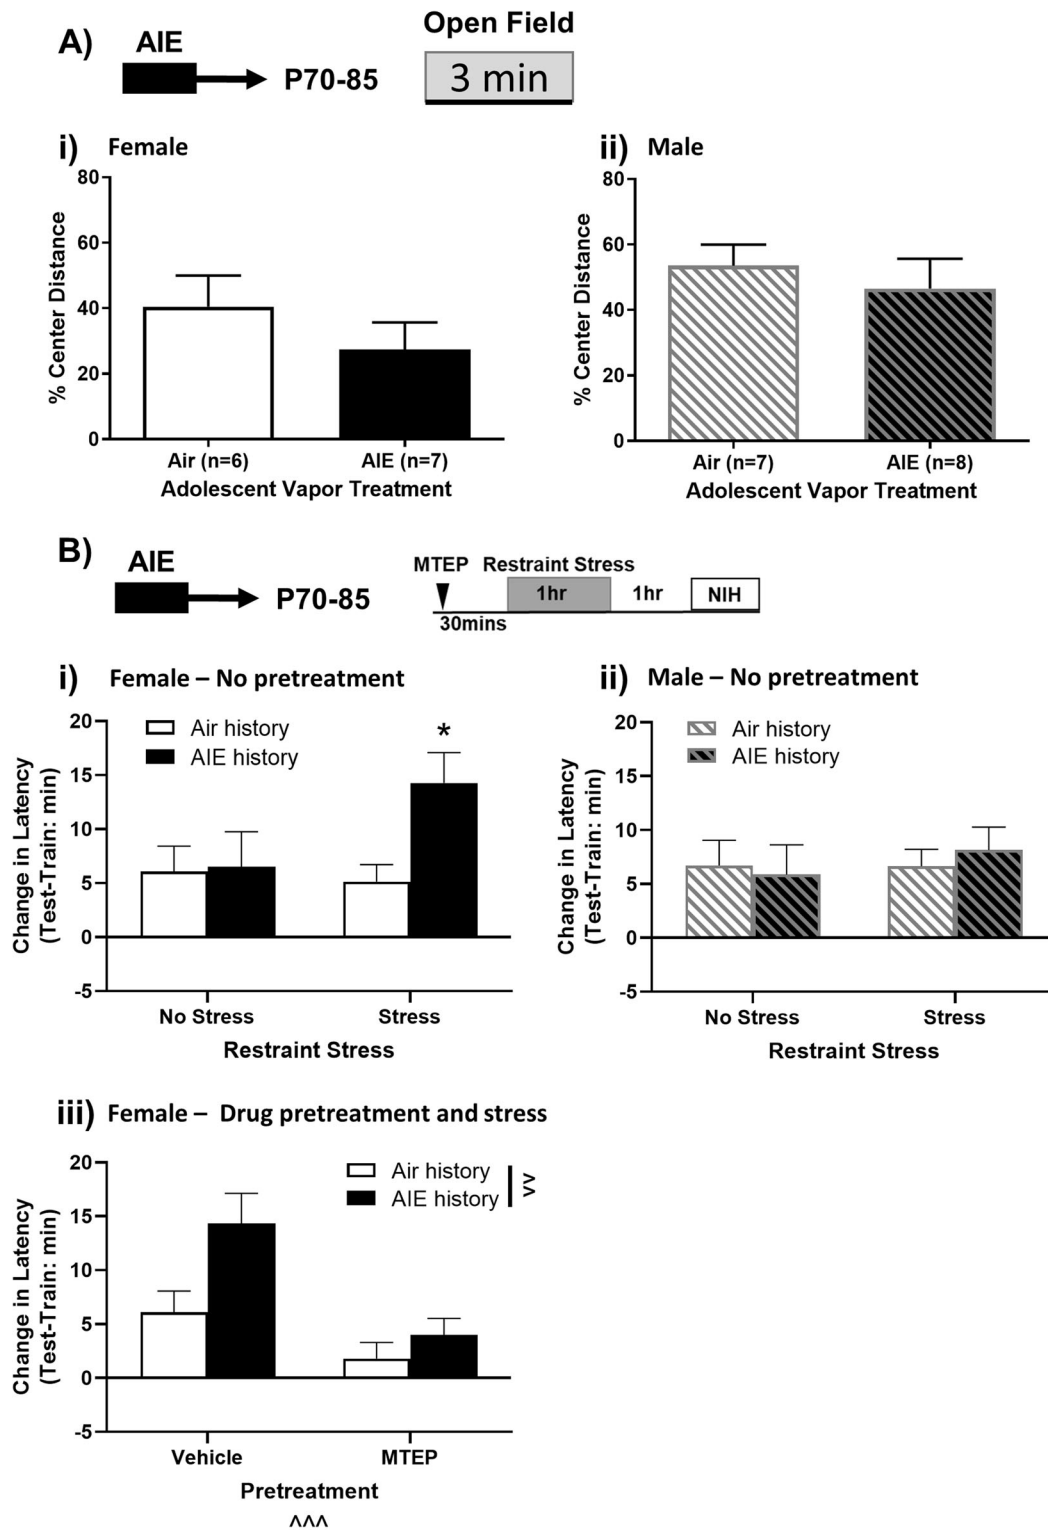 A)
AIE
P70-85
Open Field
3 min
i) Female
80
60
40
20
0
% Center Distance
Air (n=6)
AIE (n=7)
Adolescent Vapor Treatment
ii) Male
80
60
40
20
0
% Center Distance
Air (n=7)
AIE (n=8)
Adolescent Vapor Treatment
B)
AIE
P70-85
MTEP
Restraint Stress
1hr
1hr
NIH
30mins
i) Female – No pretreatment
Air history
AIE history
*
20
15
10
5
0
-5
Change in Latency
(Test-Train: min)
No Stress
Stress
Restraint Stress
ii) Male – No pretreatment
Air history
AIE history
20
15
10
5
0
-5
Change in Latency
(Test-Train: min)
No Stress
Stress
Restraint Stress
iii) Female – Drug pretreatment and stress
Air history
AIE history
^^
20
15
10
5
0
-5
Change in Latency
(Test-Train: min)
Vehicle
MTEP
Pretreatment
^^^